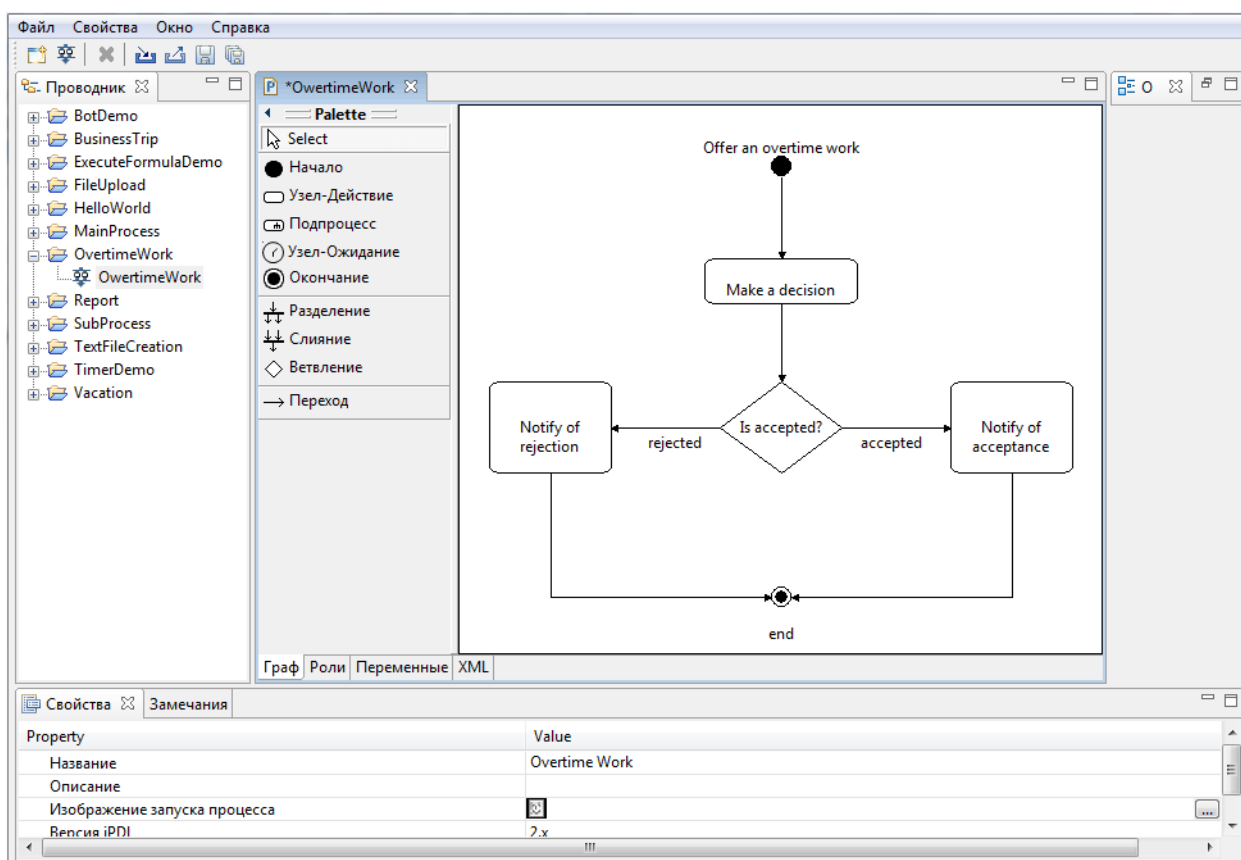 Файл Свойства Окно Справка
Проводник
BotDemo
BusinessTrip
ExecuteFormulaDemo
FileUpload
HelloWorld
MainProcess
OvertimeWork
OwertimeWork
Report
SubProcess
TextFileCreation
TimerDemo
Vacation
*OwertimeWork
Palette
Select
Начало
Узел-Действие
Подпроцесс
Узел-Ожидание
Окончание
Разделение
Слияние
Ветвление
Переход
Offer an overtime work
Make a decision
Is accepted?
rejected
accepted
Notify of
rejection
Notify of
acceptance
end
Граф Роли Переменные XML
О
Свойства Замечания
Property Value
Название Overtime Work
Описание
Изображение запуска процесса
...
Версия jPDL 2.x